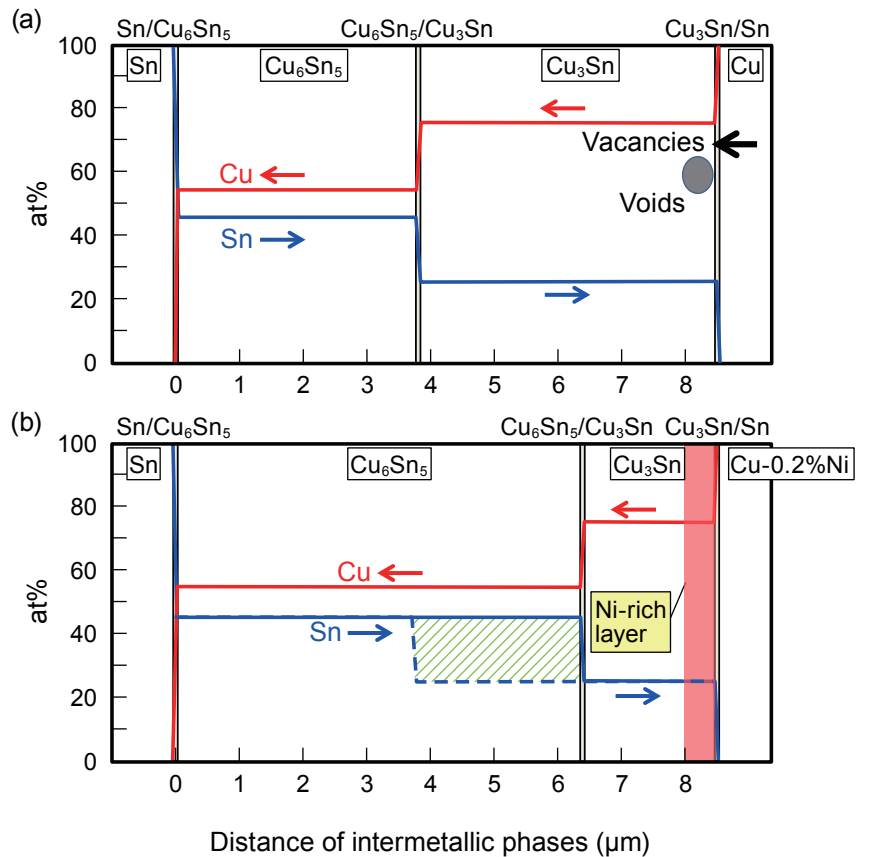 (a)
Sn/Cu₆Sn₅ Cu₆Sn₅/Cu₃Sn Cu₃Sn/Sn
Sn Cu₆Sn₅ Cu₃Sn Cu
100
80
60
40
20
0
at%
Cu
Sn
Vacancies
Voids
0 1 2 3 4 5 6 7 8
(b)
Sn/Cu₆Sn₅ Cu₆Sn₅/Cu₃Sn Cu₃Sn/Sn
Sn Cu₆Sn₅ Cu₃Sn Cu-0.2%Ni
100
80
60
40
20
0
at%
Cu
Sn
Ni-rich
layer
0 1 2 3 4 5 6 7 8
Distance of intermetallic phases (μm)